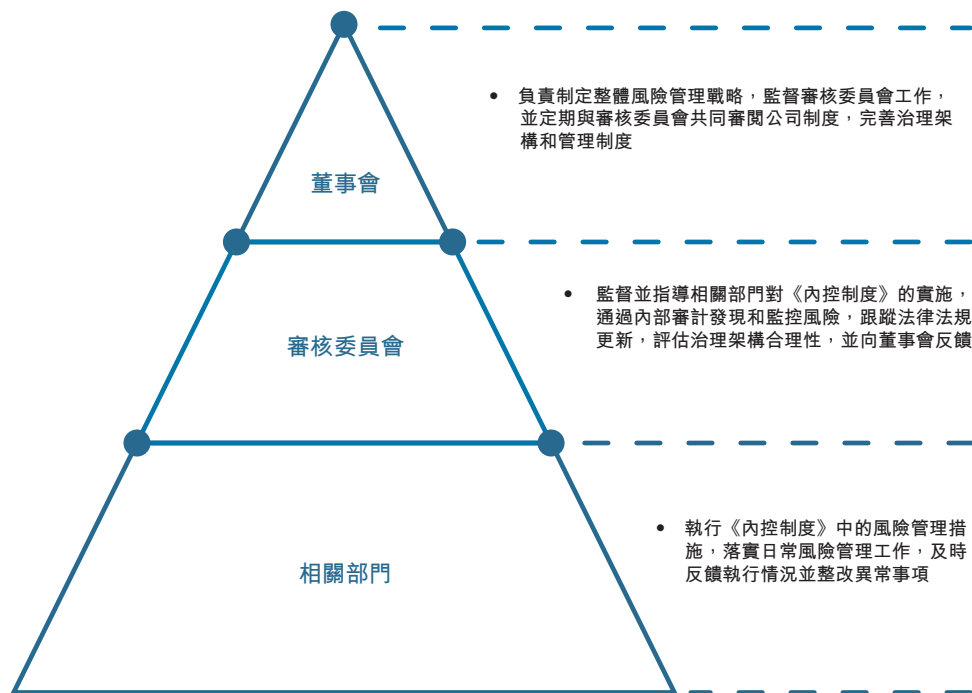 • 負責制定整體風險管理戰略，監督審核委員會工作，
並定期與審核委員會共同審閱公司制度，完善治理架
構和管理制度
董事會
• 監督並指導相關部門對《內控制度》的實施，
通過內部審計發現和監控風險，跟蹤法律法規
更新，評估治理架構合理性，並向董事會反饋
審核委員會
• 執行《內控制度》中的風險管理措
施，落實日常風險管理工作，及時
反饋執行情況並整改異常事項
相關部門